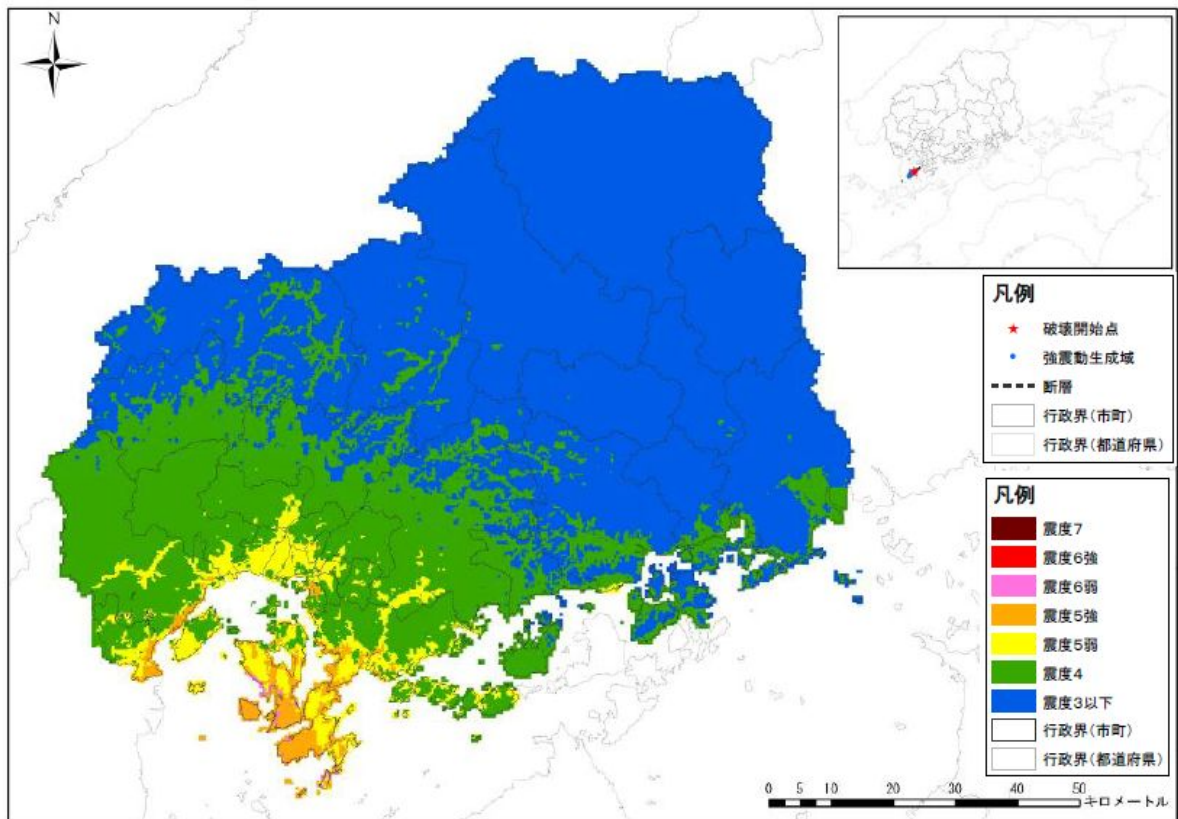 N
凡例
破壊開始点
強震動生成域
断層
行政界(市町)
行政界(都道府県)
凡例
震度7
震度6強
震度6弱
震度5強
震度5弱
震度4
震度3以下
行政界(市町)
行政界(都道府県)
0 5 10 20 30 40 50
キロメートル